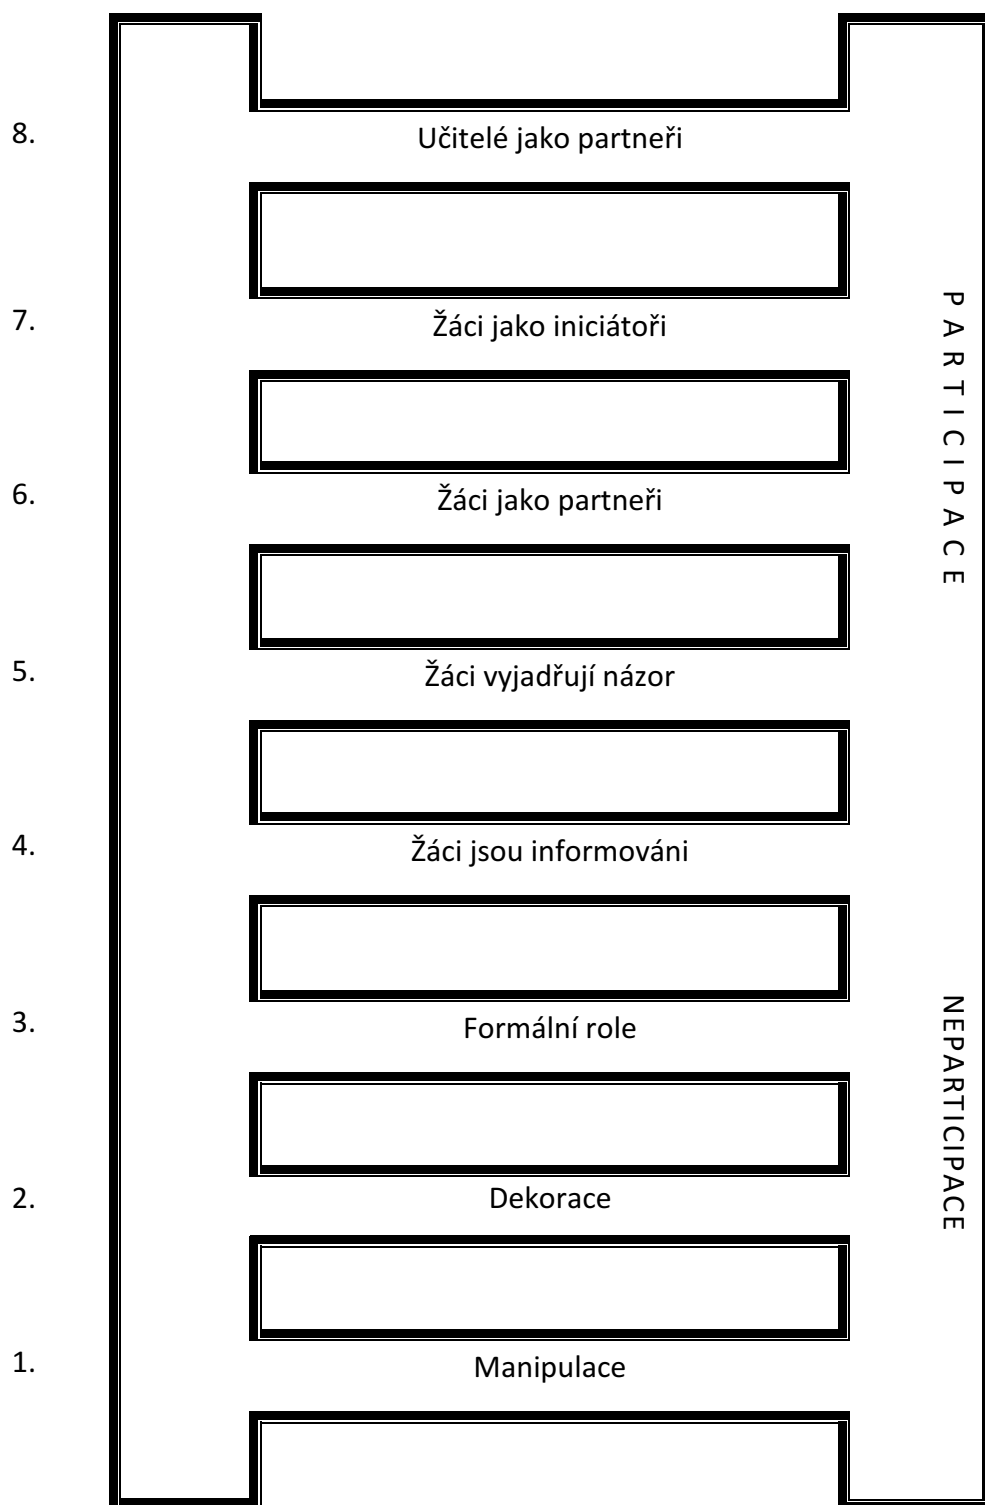 8.
Učitelé jako partneři
7.
Žáci jako iniciátoři
6.
Žáci jako partneři
5.
Žáci vyjadřují názor
4.
Žáci jsou informováni
3.
Formální role
2.
Dekorace
1.
Manipulace
PARTICIPACE
NEPARTICIPACE